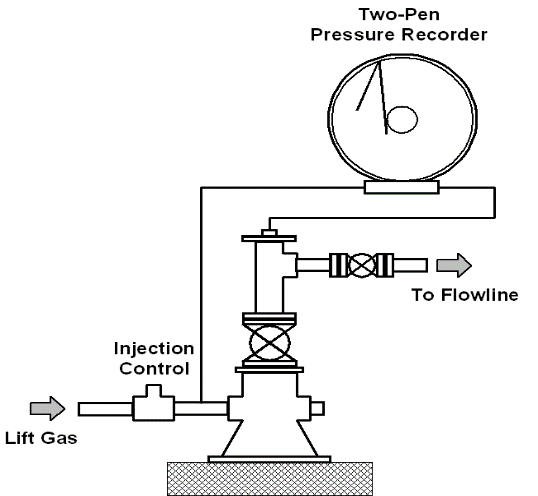 Two-Pen
Pressure Recorder
To Flowline
Injection
Control
Lift Gas